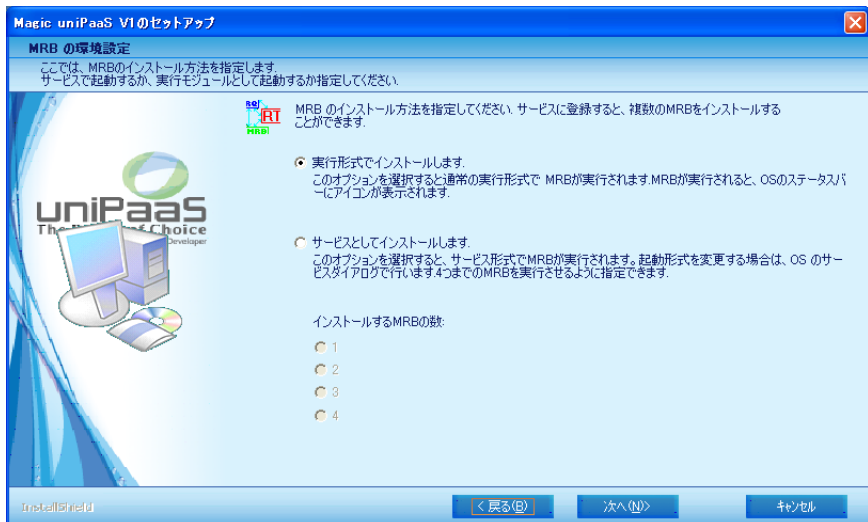 Magic uniPaaS V1のセットアップ
MRB の環境設定
ここでは、MRBのインストール方法を指定します.
サービスで起動するか、実行モジュールとして起動するか指定してください.
RQ!
RT
MRB!
MRB のインストール方法を指定してください. サービスに登録すると、複数のMRBをインストールする
ことができます.
実行形式でインストールします.
このオプションを選択すると通常の実行形式で MRBが実行されます.MRBが実行されると、OSのステータスバ
ーにアイコンが表示されます.
uniPaaS
The of Choice
Developer
サービスとしてインストールします.
このオプションを選択すると、サービス形式でMRBが実行されます。起動形式を変更する場合は、OS のサー
ビスダイアログで行います.4つまでのMRBを実行させるように指定できます.
インストールするMRBの数:
1
2
3
4
InstallShield
< 戻る(B)
次へ(N)>
キャンセル